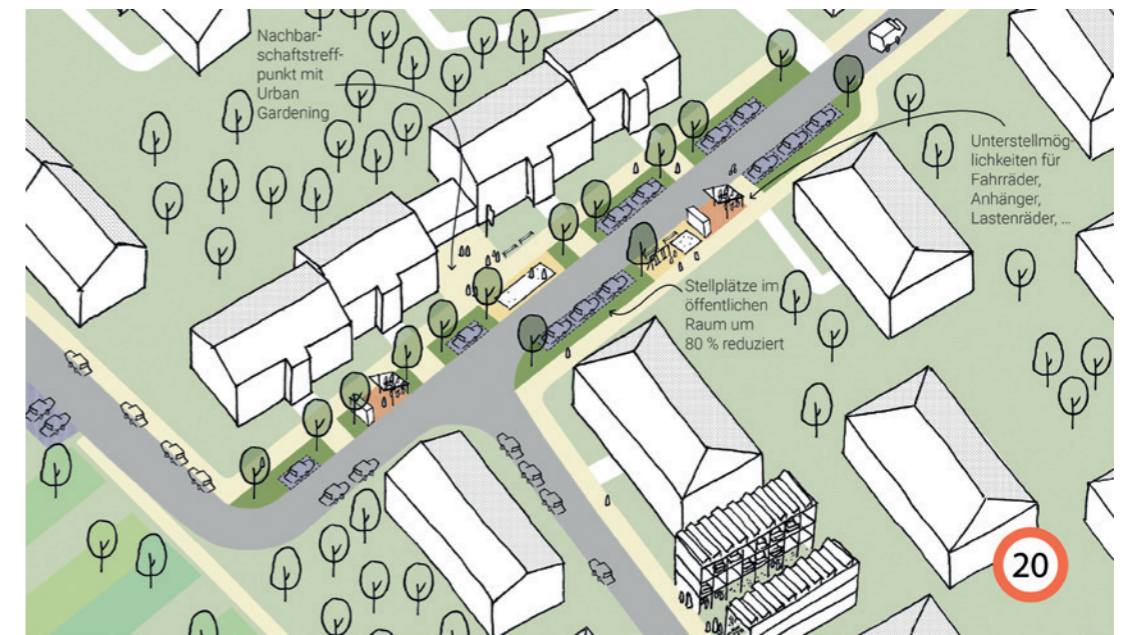 Nachbar-
schaftstreff-
punkt mit
Urban
Gardening
Unterstellmög-
lichkeiten für
Fahrräder,
Anhänger,
Lastenräder, ...
Stellplätze im
öffentlichen
Raum um
80 % reduziert
20